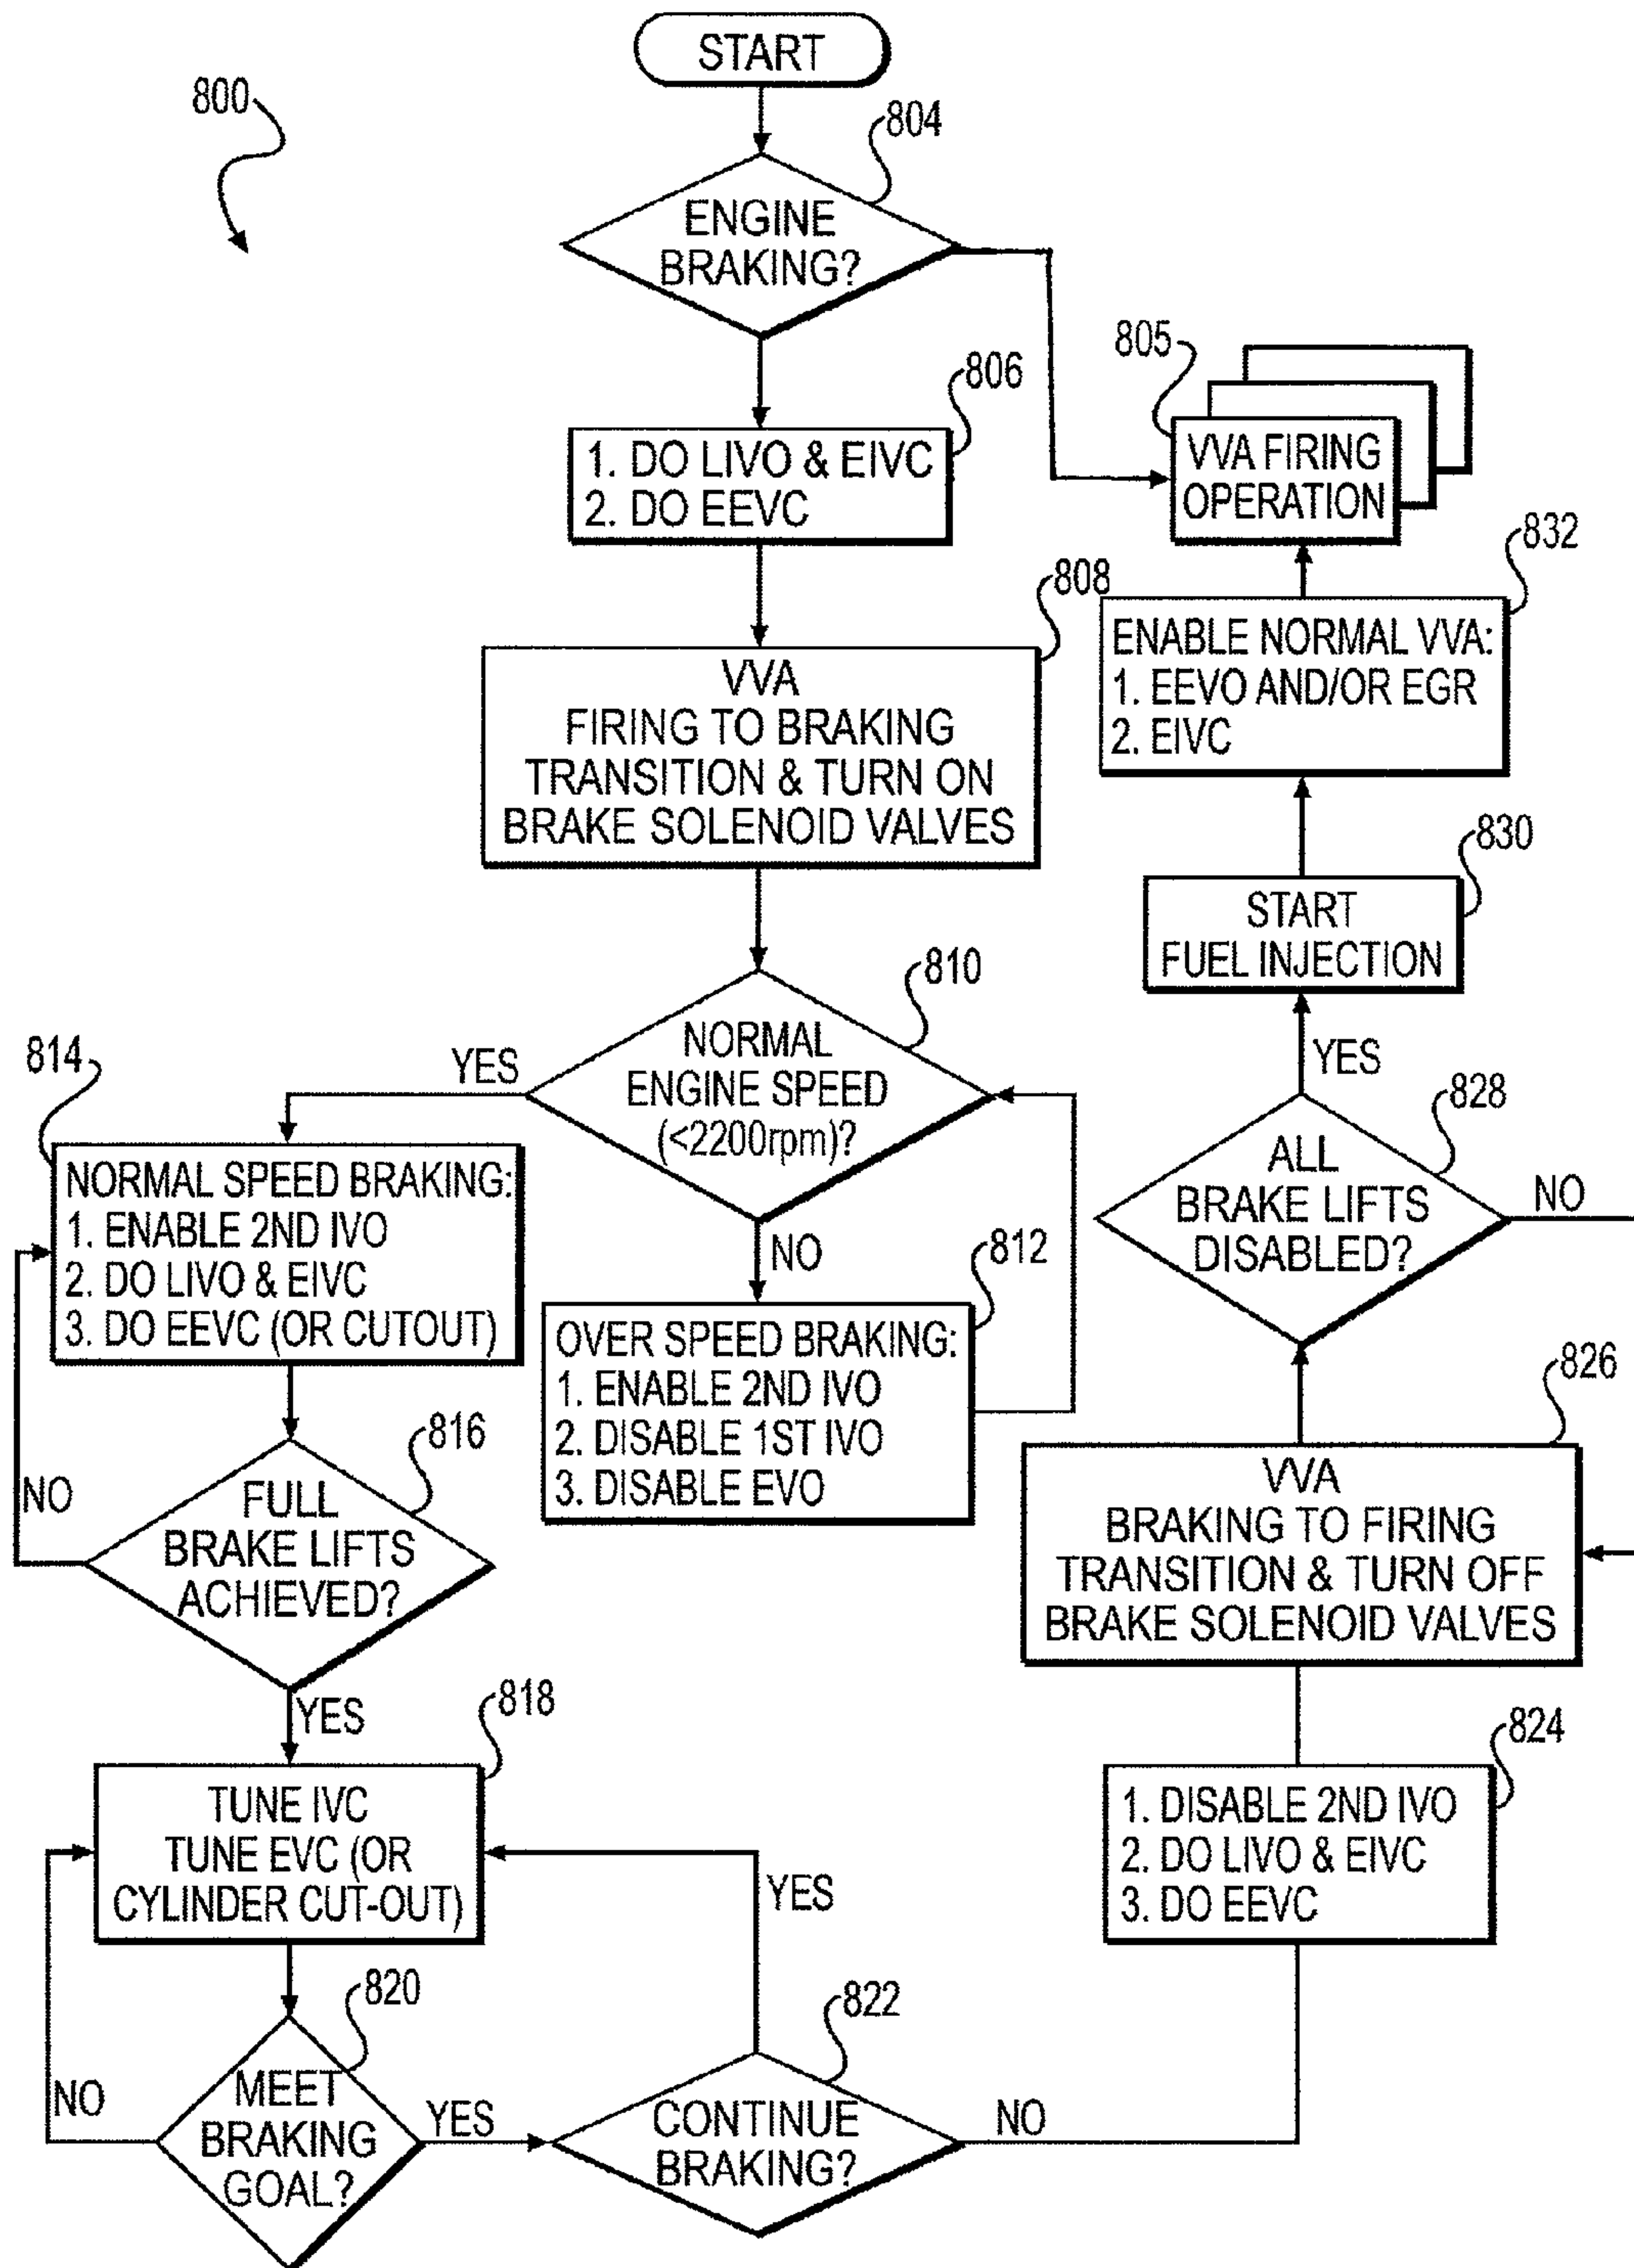 START
800
804
ENGINE
BRAKING?
805
806
1. DO LIVO & EIVC
2. DO EEVC
VVA FIRING
OPERATION
832
808
ENABLE NORMAL VVA:
1. EEVO AND/OR EGR
2. EIVC
VVA
FIRING TO BRAKING
TRANSITION & TURN ON
BRAKE SOLENOID VALVES
830
START
FUEL INJECTION
810
NORMAL
ENGINE SPEED
(<2200rpm)?
YES
NO
814
NORMAL SPEED BRAKING:
1. ENABLE 2ND IVO
2. DO LIVO & EIVC
3. DO EEVC (OR CUTOUT)
812
OVER SPEED BRAKING:
1. ENABLE 2ND IVO
2. DISABLE 1ST IVO
3. DISABLE EVO
YES
828
ALL
BRAKE LIFTS
DISABLED?
NO
816
FULL
BRAKE LIFTS
ACHIEVED?
NO
YES
826
VVA
BRAKING TO FIRING
TRANSITION & TURN OFF
BRAKE SOLENOID VALVES
818
TUNE IVC
TUNE EVC (OR
CYLINDER CUT-OUT)
YES
824
1. DISABLE 2ND IVO
2. DO LIVO & EIVC
3. DO EEVC
820
MEET
BRAKING
GOAL?
NO
YES
822
CONTINUE
BRAKING?
NO